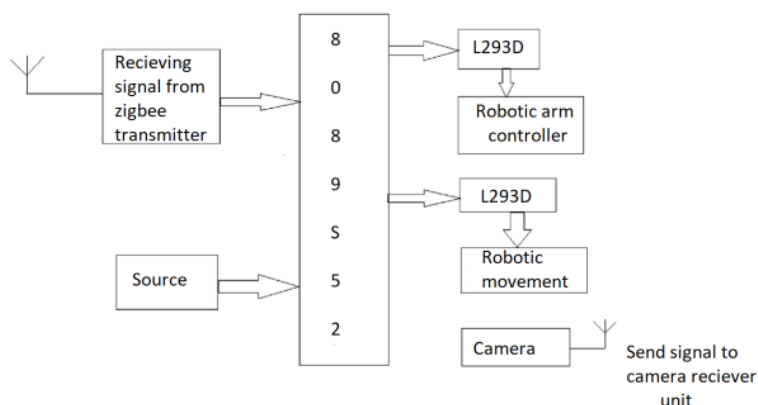 Recieving
signal from
zigbee
transmitter
Source
8
0
8
9
S
5
2
L293D
Robotic arm
controller
L293D
Robotic
movement
Camera
Send signal to
camera reciever
unit